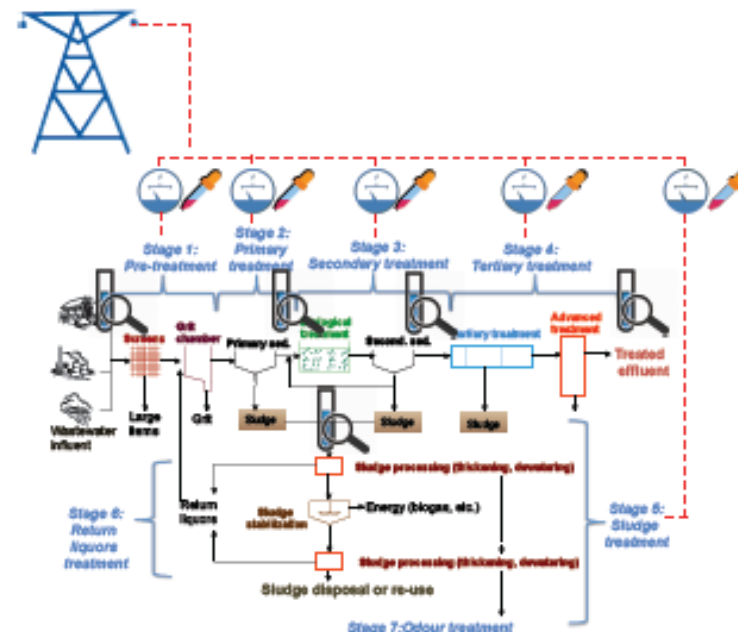 Stage 1:
Pre-treatment
Stage 2:
Primary
treatment
Stage 3:
Secondary treatment
Stage 4:
Tertiary treatment
Screens
Grit
chamber
Primary sed.
treatment
Second. sed.
Tertiary treatment
Advanced
treatment
Treated
effluent
Wastewater
influent
Large
items
Grit
Sludge
Sludge
Sludge
Sludge processing (thickening, dewatering)
Stage 6:
Return
liquors
treatment
Return
liquors
Sludge
stabilization
Energy (biogas, etc.)
Stage 5:
Sludge
treatment
Sludge processing (thickening, dewatering)
Sludge disposal or re-use
Stage 7:Odour treatment